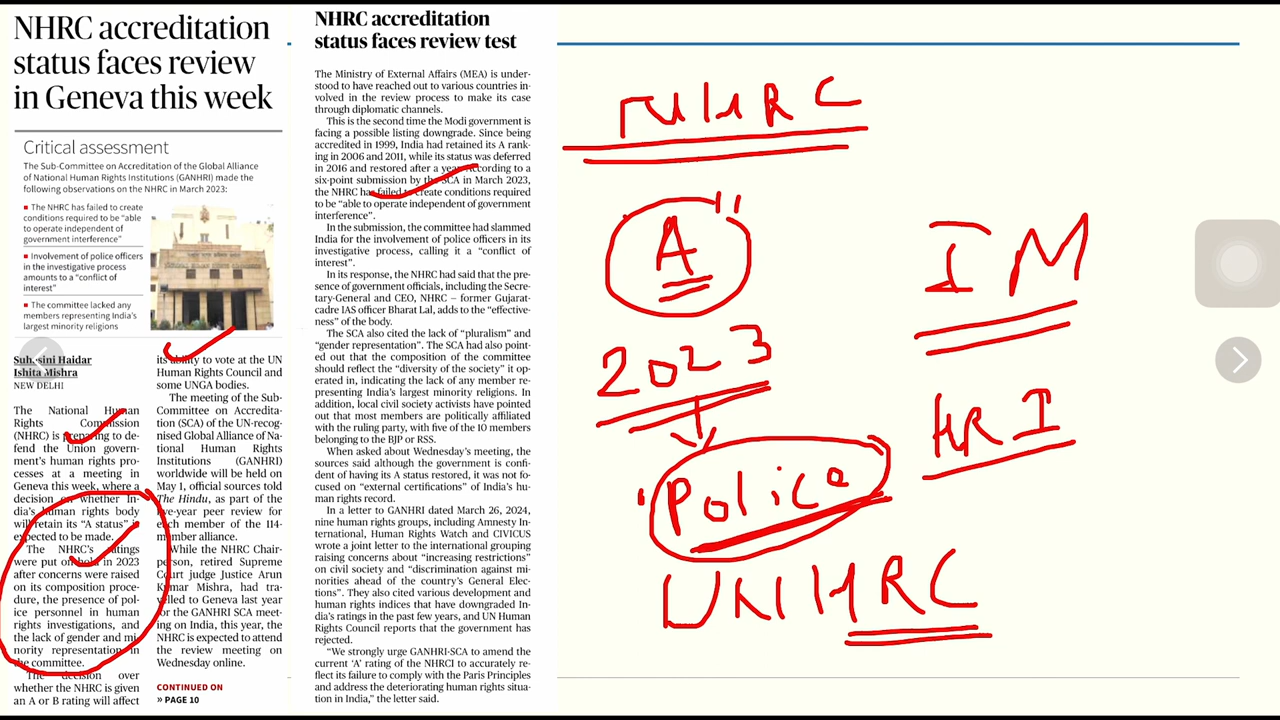 NHRC accreditation
status faces review
in Geneva this week
Critical assessment
The Sub-Committee on Accreditation of the Global Alliance
of National Human Rights Institutions (GANHRI) made the
following observations on the NHRC in March 2023:
■ The NHRC has failed to create
conditions required to be “able
to operate independent of
government interference”
■ Involvement of police officers
in the investigative process
amounts to a “conflict of
interest”
■ The committee lacked any
members representing India's
largest minority religions
Suhasini Haidar
Ishita Mishra
NEW DELHI
The National Human
Rights Commission
(NHRC) is preparing to de-
fend the Union govern-
ment's human rights pro-
cesses at a meeting in
Geneva this week, where a
decision on whether In-
dia's human rights body
will retain its “A status” is
expected to be made.
The NHRC's ratings
were put on hold in 2023
after concerns were raised
on its composition proce-
dure, the presence of pol-
ice personnel in human
rights investigations, and
the lack of gender and mi-
nority representation in
the committee.
The decision over
whether the NHRC is given
an A or B rating will affect
its ability to vote at the UN
Human Rights Council and
some UNGA bodies.
The meeting of the Sub-
Committee on Accredita-
tion (SCA) of the UN-recog-
nised Global Alliance of Na-
tional Human Rights
Institutions (GANHRI)
worldwide will be held on
May 1, official sources told
The Hindu, as part of the
five-year peer review for
each member of the 114-
member alliance.
While the NHRC Chair-
person, retired Supreme
Court judge Justice Arun
Kumar Mishra, had tra-
velled to Geneva last year
for the GANHRI SCA meet-
ing on India, this year, the
NHRC is expected to attend
the review meeting on
Wednesday online.
CONTINUED ON
» PAGE 10
NHRC accreditation
status faces review test
The Ministry of External Affairs (MEA) is under-
stood to have reached out to various countries in-
volved in the review process to make its case
through diplomatic channels.
This is the second time the Modi government is
facing a possible listing downgrade. Since being
accredited in 1999, India had retained its A rank-
ing in 2006 and 2011, while its status was deferred
in 2016 and restored after a year. According to a
six-point submission by the SCA in March 2023,
the NHRC has failed to create conditions required
to be “able to operate independent of government
interference”.
In the submission, the committee had slammed
India for the involvement of police officers in its
investigative process, calling it a “conflict of
interest”.
In its response, the NHRC had said that the pre-
sence of government officials, including the Secre-
tary-General and CEO, NHRC – former Gujarat-
cadre IAS officer Bharat Lal, adds to the “effective-
ness” of the body.
The SCA also cited the lack of “pluralism” and
“gender representation”. The SCA had also point-
ed out that the composition of the committee
should reflect the “diversity of the society” it op-
erated in, indicating the lack of any member re-
presenting India's largest minority religions. In
addition, local civil society activists have pointed
out that most members are politically affiliated
with the ruling party, with five of the 10 members
belonging to the BJP or RSS.
When asked about Wednesday's meeting, the
sources said although the government is confi-
dent of having its A status restored, it was not fo-
cused on “external certifications” of India's hu-
man rights record.
In a letter to GANHRI dated March 26, 2024,
nine human rights groups, including Amnesty In-
ternational, Human Rights Watch and CIVICUS
wrote a joint letter to the international grouping
raising concerns about “increasing restrictions”
on civil society and “discrimination against mi-
norities ahead of the country's General Elec-
tions”. They also cited various development and
human rights indices that have downgraded In-
dia's ratings in the past few years, and UN Human
Rights Council reports that the government has
rejected.
“We strongly urge GANHRI-SCA to amend the
current ‘A’ rating of the NHRCI to accurately re-
flect its failure to comply with the Paris Principles
and address the deteriorating human rights situa-
tion in India,” the letter said.
NHRC
A"
IM
2023
HRI
'Police
UNHRC